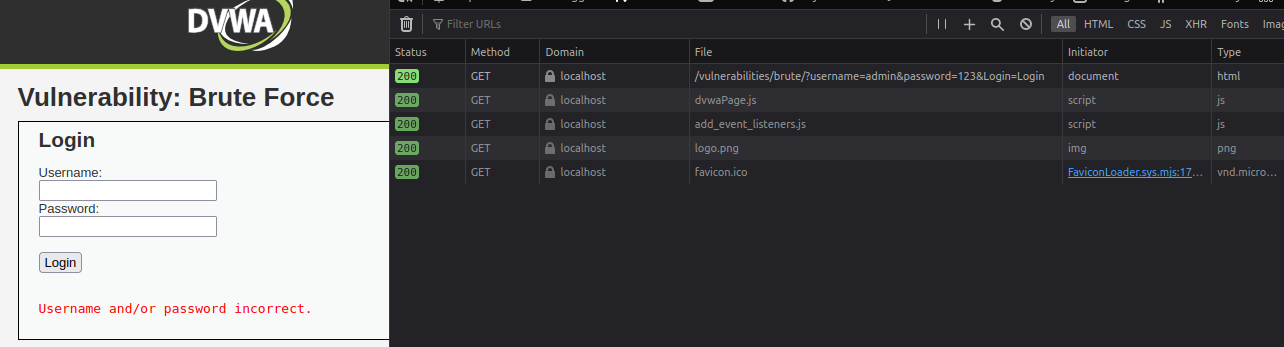 DVWA
Vulnerability: Brute Force
Login
Username:
Password:
Login
Username and/or password incorrect.
Filter URLs
All HTML CSS JS XHR Fonts
Status Method Domain File Initiator Type
200 GET localhost /vulnerabilities/brute/?username=admin&password=123&Login=Login document html
200 GET localhost dvwaPage.js script js
200 GET localhost add_event_listeners.js script js
200 GET localhost logo.png img png
200 GET localhost favicon.ico FaviconLoader.sys.mjs:17... vnd.micro...